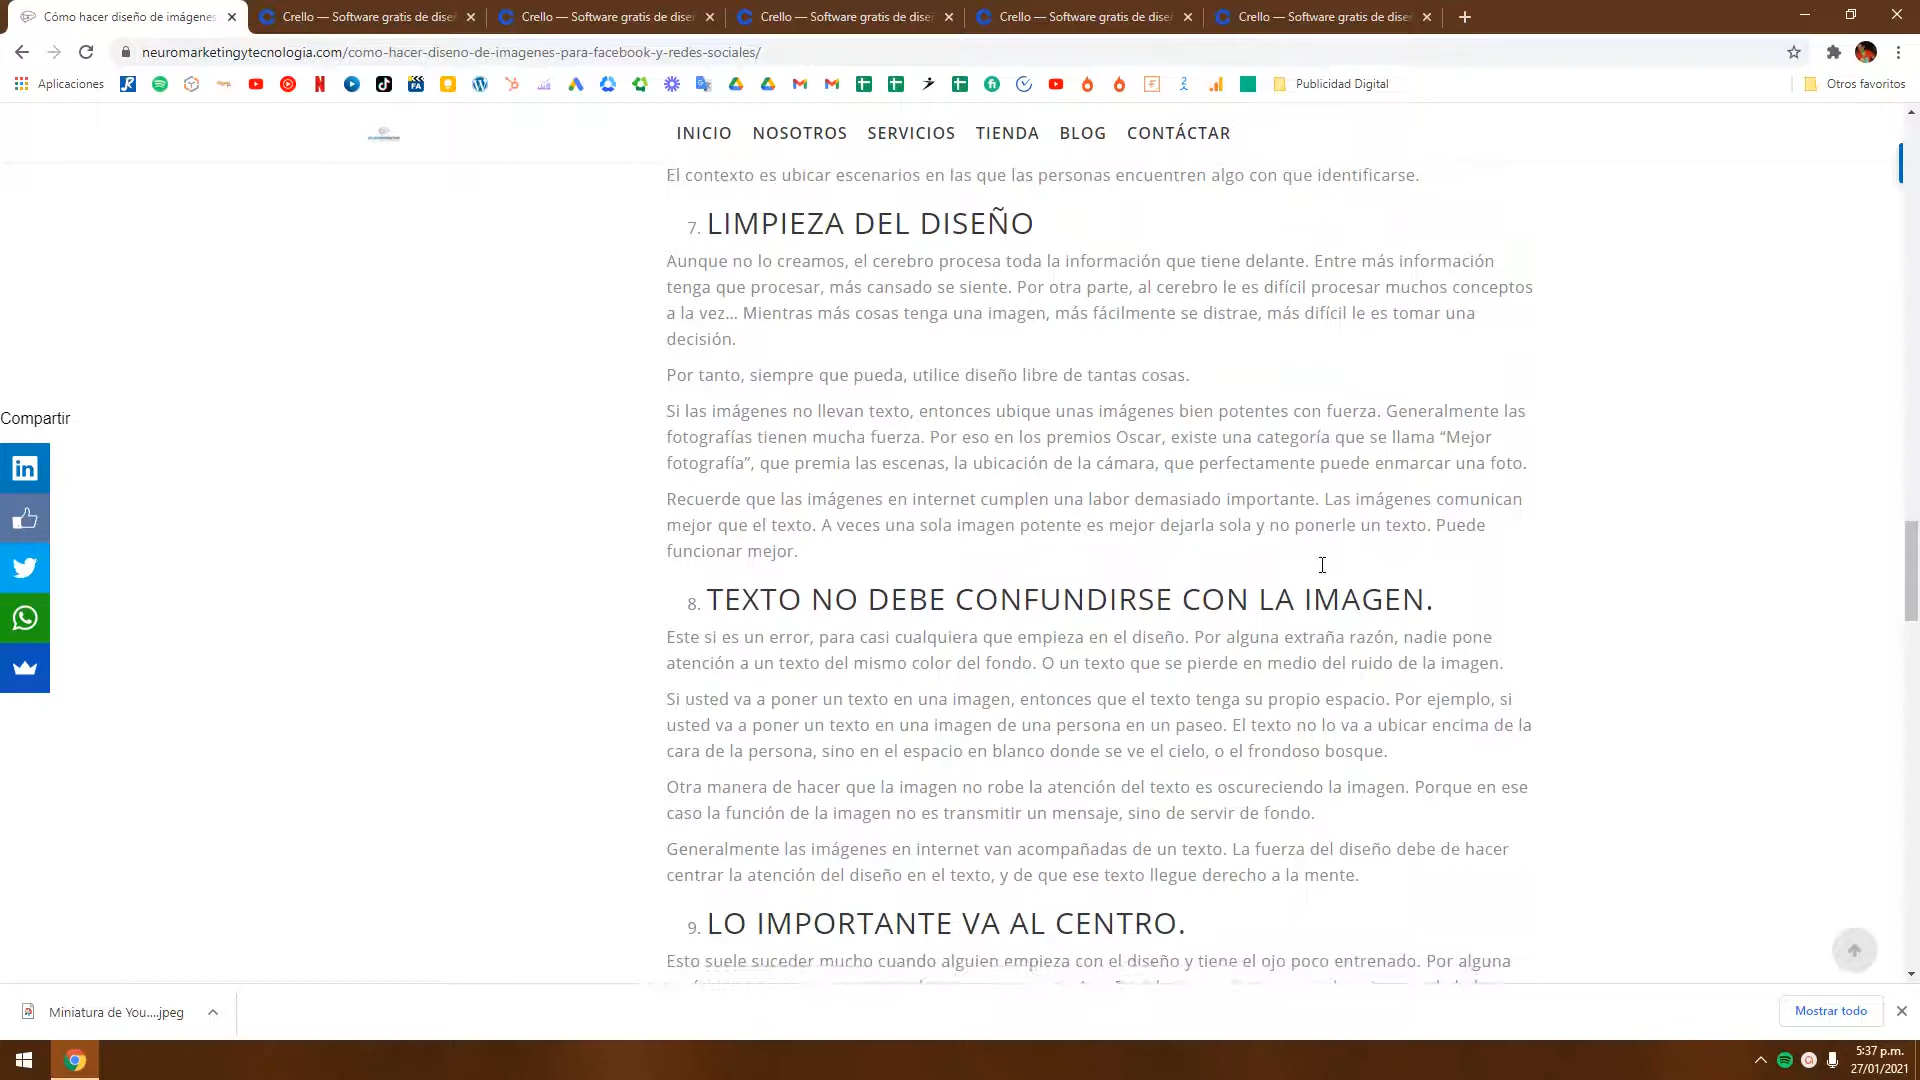 Cómo hacer diseño de imágenes
Crello — Software gratis de dise
Crello — Software gratis de dise
Crello — Software gratis de dise
Crello — Software gratis de dise
Crello — Software gratis de dise
neuromarketingytecnologia.com/como-hacer-diseno-de-imagenes-para-facebook-y-redes-sociales/
Aplicaciones
Publicidad Digital
Otros favoritos
INICIO NOSOTROS SERVICIOS TIENDA BLOG CONTÁCTAR
El contexto es ubicar escenarios en las que las personas encuentren algo con que identificarse.
7. LIMPIEZA DEL DISEÑO
Aunque no lo creamos, el cerebro procesa toda la información que tiene delante. Entre más información
tenga que procesar, más cansado se siente. Por otra parte, al cerebro le es difícil procesar muchos conceptos
a la vez… Mientras más cosas tenga una imagen, más fácilmente se distrae, más difícil le es tomar una
decisión.
Por tanto, siempre que pueda, utilice diseño libre de tantas cosas.
Si las imágenes no llevan texto, entonces ubique unas imágenes bien potentes con fuerza. Generalmente las
fotografías tienen mucha fuerza. Por eso en los premios Oscar, existe una categoría que se llama “Mejor
fotografía”, que premia las escenas, la ubicación de la cámara, que perfectamente puede enmarcar una foto.
Recuerde que las imágenes en internet cumplen una labor demasiado importante. Las imágenes comunican
mejor que el texto. A veces una sola imagen potente es mejor dejarla sola y no ponerle un texto. Puede
funcionar mejor.
Compartir
8. TEXTO NO DEBE CONFUNDIRSE CON LA IMAGEN.
Este si es un error, para casi cualquiera que empieza en el diseño. Por alguna extraña razón, nadie pone
atención a un texto del mismo color del fondo. O un texto que se pierde en medio del ruido de la imagen.
Si usted va a poner un texto en una imagen, entonces que el texto tenga su propio espacio. Por ejemplo, si
usted va a poner un texto en una imagen de una persona en un paseo. El texto no lo va a ubicar encima de la
cara de la persona, sino en el espacio en blanco donde se ve el cielo, o el frondoso bosque.
Otra manera de hacer que la imagen no robe la atención del texto es oscureciendo la imagen. Porque en ese
caso la función de la imagen no es transmitir un mensaje, sino de servir de fondo.
Generalmente las imágenes en internet van acompañadas de un texto. La fuerza del diseño debe de hacer
centrar la atención del diseño en el texto, y de que ese texto llegue derecho a la mente.
9. LO IMPORTANTE VA AL CENTRO.
Esto suele suceder mucho cuando alguien empieza con el diseño y tiene el ojo poco entrenado. Por alguna
Miniatura de You....jpeg
Mostrar todo
5:37 p.m.
27/01/2021